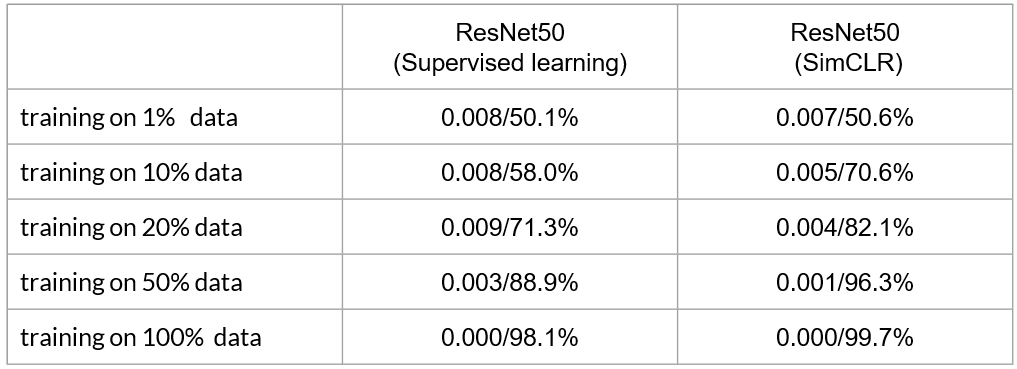 ResNet50
(Supervised learning)
ResNet50
(SimCLR)
training on 1% data 0.008/50.1% 0.007/50.6%
training on 10% data 0.008/58.0% 0.005/70.6%
training on 20% data 0.009/71.3% 0.004/82.1%
training on 50% data 0.003/88.9% 0.001/96.3%
training on 100% data 0.000/98.1% 0.000/99.7%